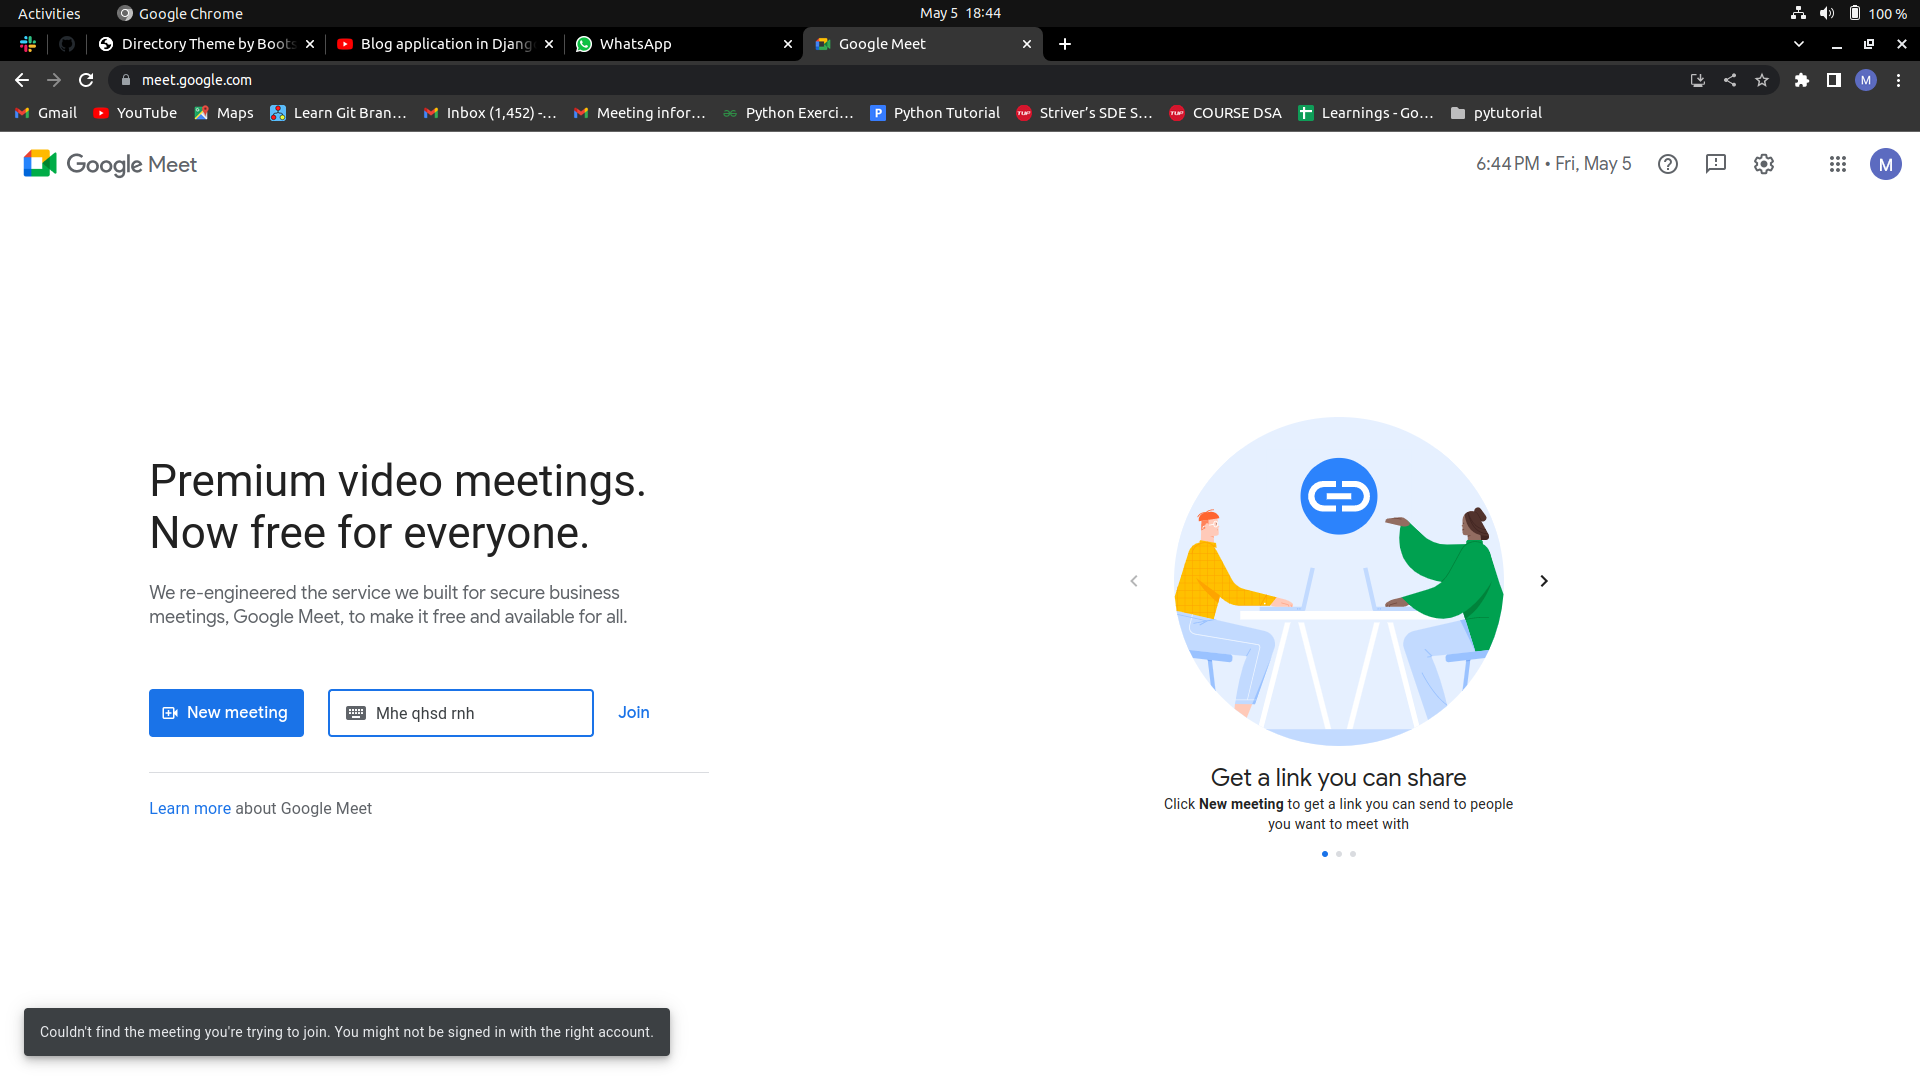 Activities Google Chrome May 5 18:44 100 %
Directory Theme by Boots Blog application in Djang WhatsApp Google Meet
meet.google.com M
Gmail YouTube Maps Learn Git Bran… Inbox (1,452) -… Meeting infor… Python Exerci… Python Tutorial Striver’s SDE S… COURSE DSA Learnings - Go… pytutorial
Google Meet 6:44 PM • Fri, May 5 M
Premium video meetings.
Now free for everyone.
We re-engineered the service we built for secure business
meetings, Google Meet, to make it free and available for all.
New meeting Mhe qhsd rnh Join
Learn more about Google Meet
Get a link you can share
Click New meeting to get a link you can send to people
you want to meet with
Couldn't find the meeting you're trying to join. You might not be signed in with the right account.